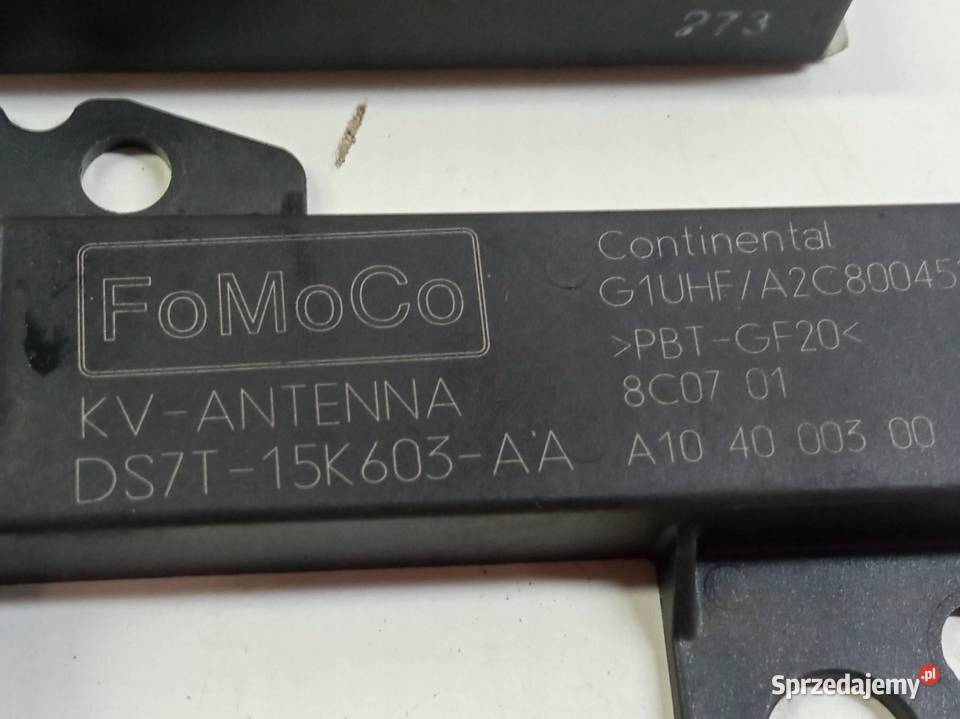 273
FoMoCo
KV-ANTENNA
DS7T-15K603-AA
Continental
G1UHF/A2C80045
>PBT-GF20<
8C07 01
A10 40 003 00
Sprzedajemy.pl